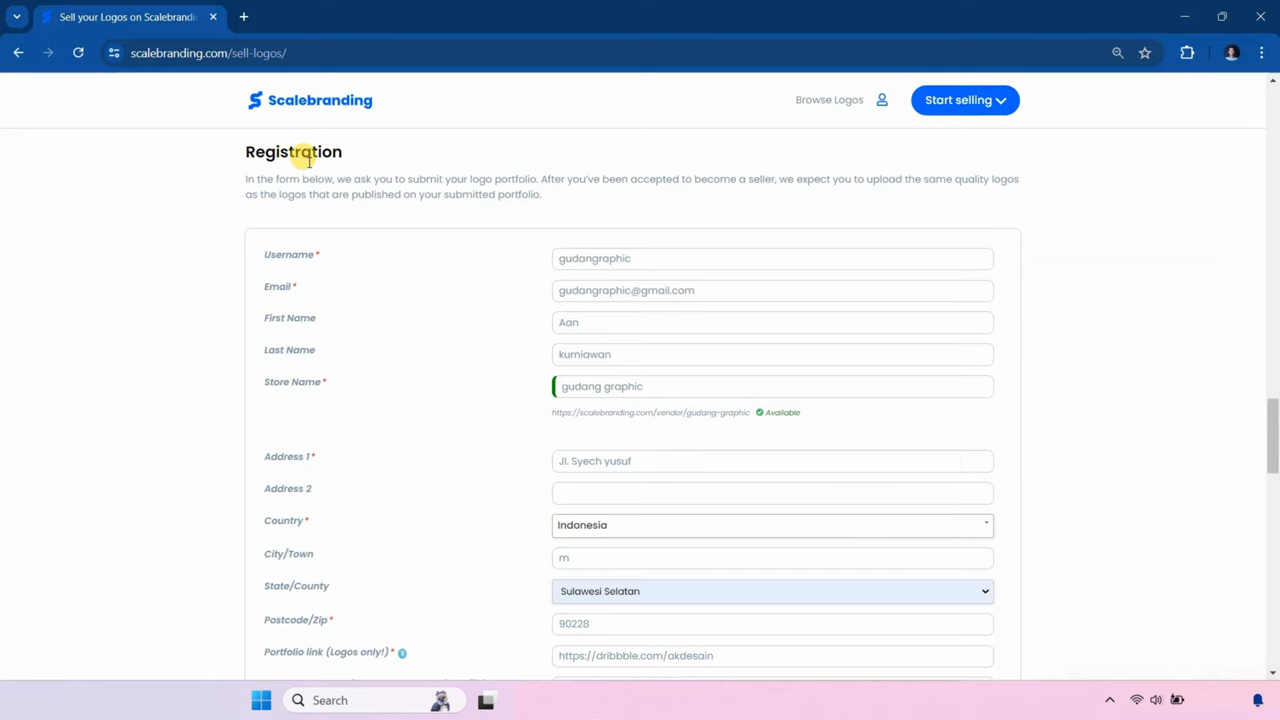 Sell your Logos on Scalebrandi
scalebranding.com/sell-logos/
Scalebranding
Browse Logos
Start selling
Registration
In the form below, we ask you to submit your logo portfolio. After you've been accepted to become a seller, we expect you to upload the same quality logos
as the logos that are published on your submitted portfolio.
Username*
gudangraphic
Email*
gudangraphic@gmail.com
First Name
Aan
Last Name
kurniawan
Store Name*
gudang graphic
https://scalebranding.com/vendor/gudang-graphic Available
Address 1*
Jl. Syech yusuf
Address 2
Country*
Indonesia
City/Town
m
State/County
Sulawesi Selatan
Postcode/Zip*
90228
Portfolio link (Logos only!)*
https://dribbble.com/akdesain
Search